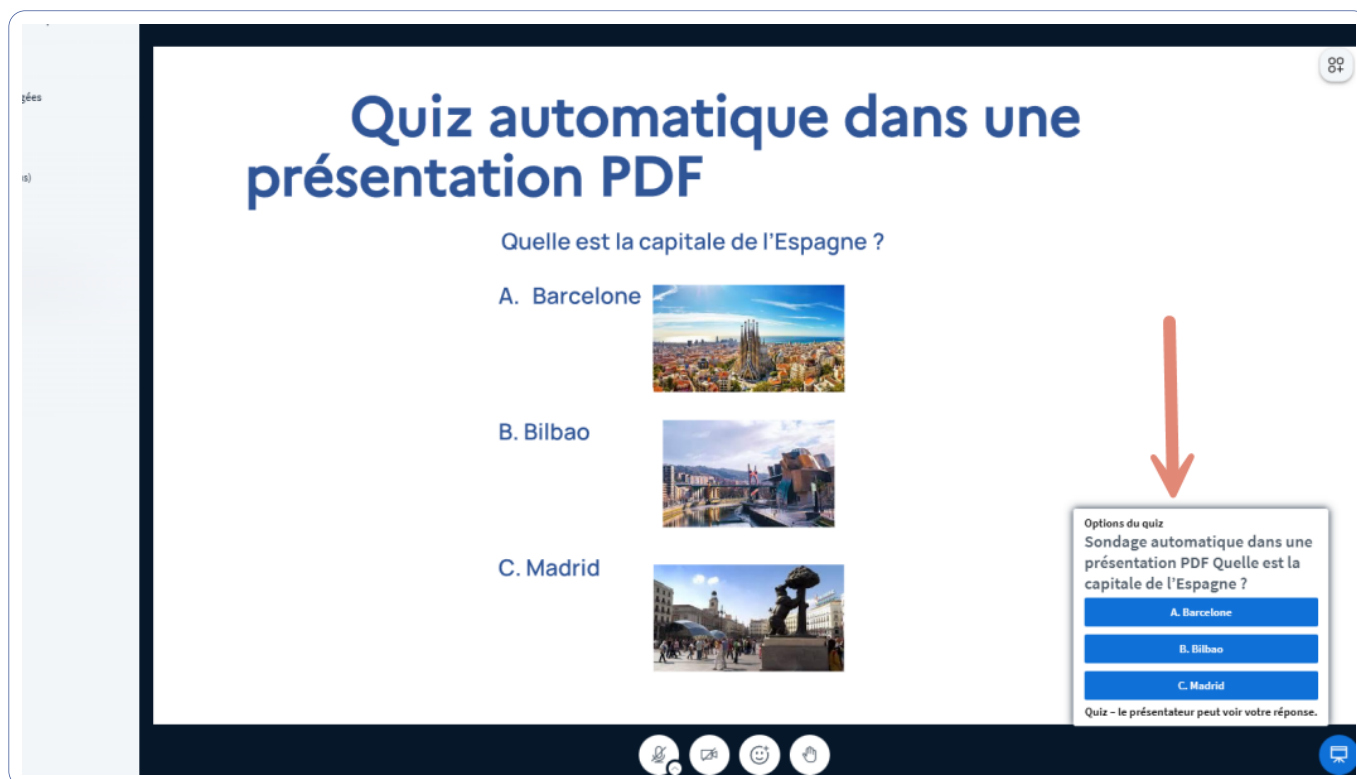 gées
s)
Quiz automatique dans une
présentation PDF
Quelle est la capitale de l’Espagne ?
A. Barcelone
B. Bilbao
C. Madrid
Options du quiz
Sondage automatique dans une
présentation PDF Quelle est la
capitale de l’Espagne ?
A. Barcelone
B. Bilbao
C. Madrid
Quiz – le présentateur peut voir votre réponse.